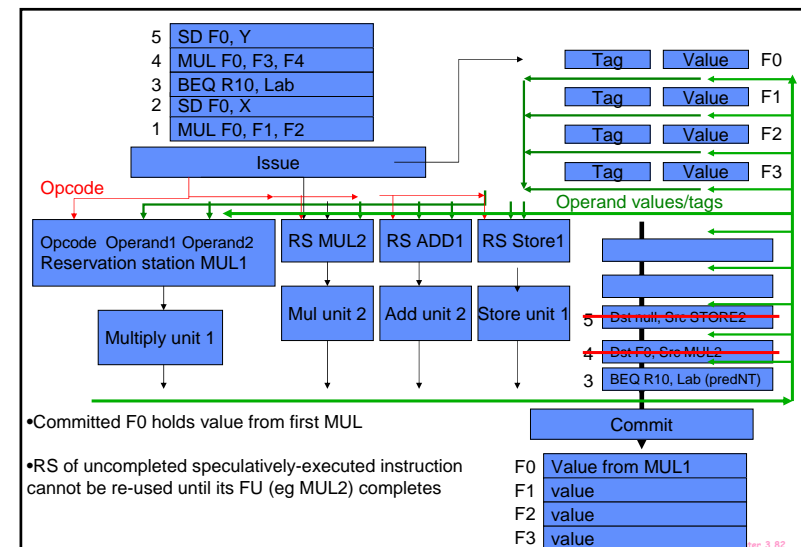 5 SD F0, Y
4 MUL F0, F3, F4
3 BEQ R10, Lab
2 SD F0, X
1 MUL F0, F1, F2
Issue
Tag Value F0
Tag Value F1
Tag Value F2
Tag Value F3
Opcode
Operand values/tags
Opcode Operand1 Operand2
Reservation station MUL1
RS MUL2
RS ADD1
RS Store1
Multiply unit 1
Mul unit 2
Add unit 2
Store unit 1
5 Dst null, Src STORE2
4 Dst F0, Src MUL2
3 BEQ R10, Lab (predNT)
Commit
•Committed F0 holds value from first MUL
•RS of uncompleted speculatively-executed instruction
cannot be re-used until its FU (eg MUL2) completes
F0 Value from MUL1
F1 value
F2 value
F3 value
3.82